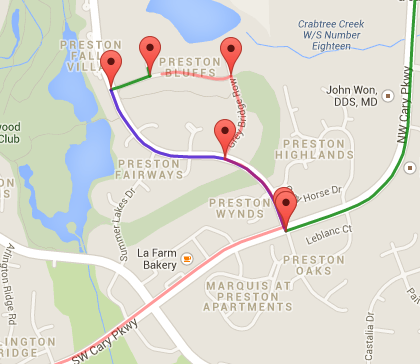 Crabtree Creek
W/S Number
Eighteen
PRESTON
FALL
VILL
PRESTON
BLUFFS
John Won,
DDS, MD
NW Cary Pkwy
Grey Bridge Row
wood
Club
PRESTON
HIGHLANDS
PRESTON
FAIRWAYS
Horse Dr
Summer Lakes Dr
PRESTON
WYNDS
Leblanc Ct
La Farm
Bakery
PRESTON
OAKS
Arlington Ridge Rd
MARQUIS AT
PRESTON
APARTMENTS
LINGTON
RIDGE
SW Cary Pkwy
Castalia Dr